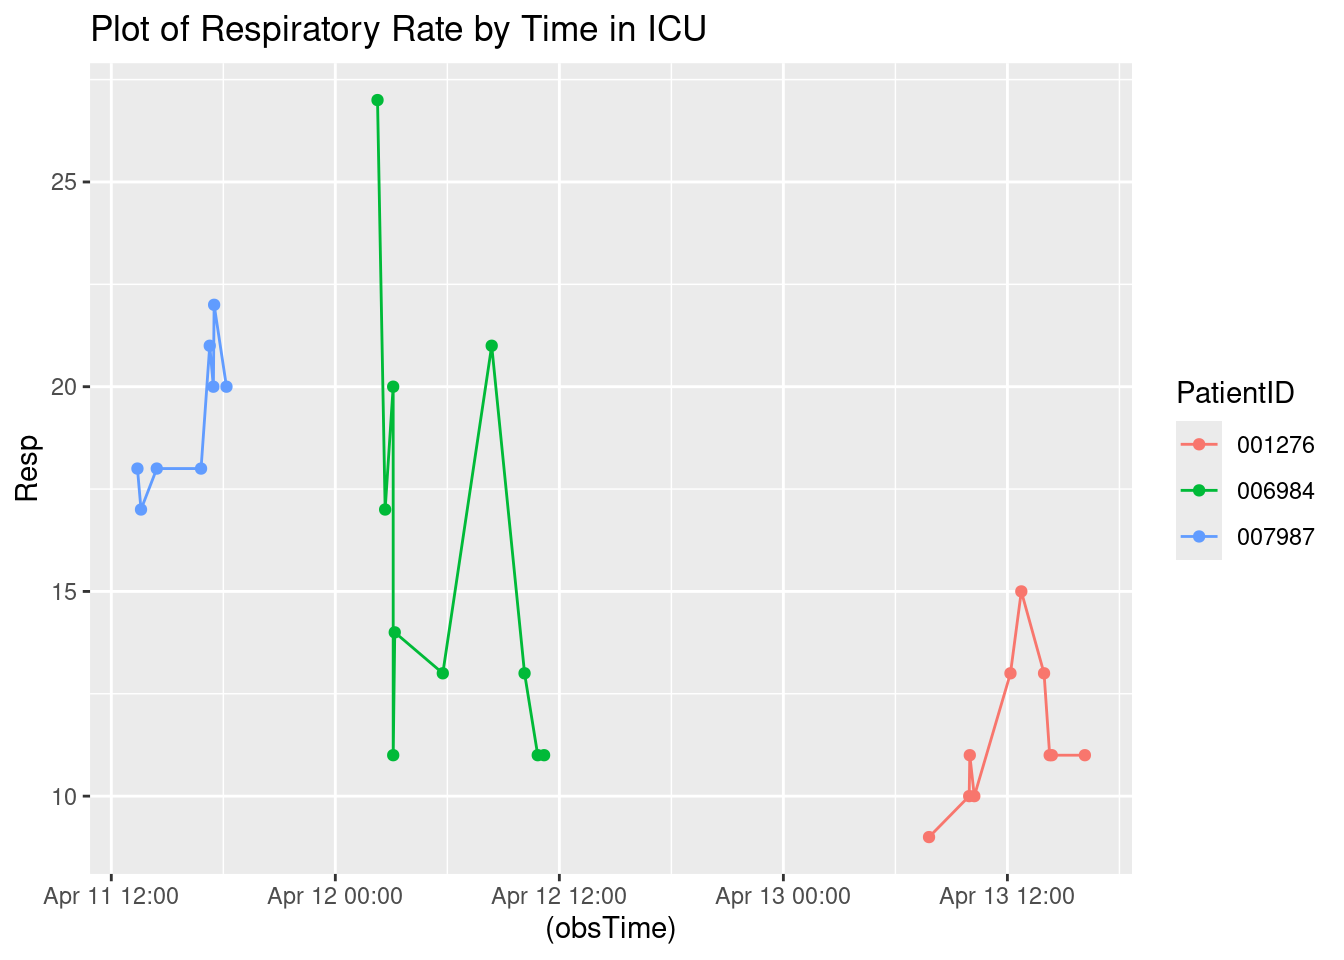 Plot of Respiratory Rate by Time in ICU
25
20
15
10
Resp
Apr 11 12:00
Apr 12 00:00
Apr 12 12:00
Apr 13 00:00
Apr 13 12:00
(obsTime)
PatientID
001276
006984
007987